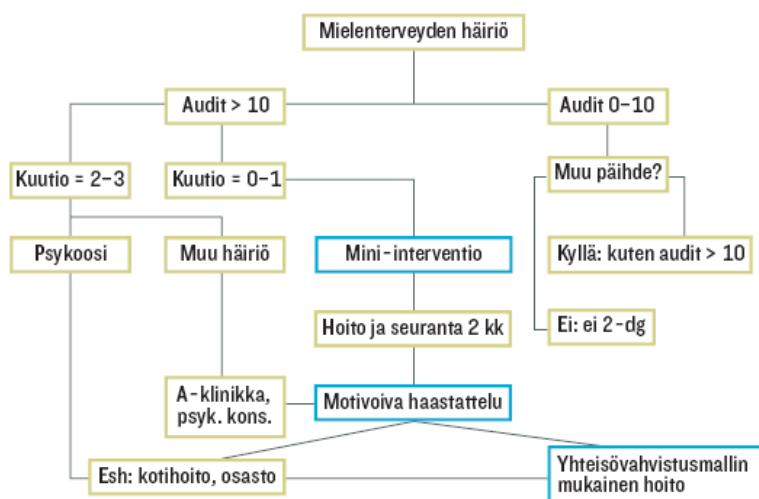 Mielenterveyden häiriö
Audit > 10
Audit 0–10
Kuutio = 2–3
Kuutio = 0–1
Muu päihde?
Psykoosi
Muu häiriö
Mini-interventio
Kyllä: kuten audit > 10
Hoito ja seuranta 2 kk
Ei: ei 2-dg
A-klinikka,
psyk. kons.
Motivoiva haastattelu
Esh: kotihoito, osasto
Yhteisövahvistusmallin
mukainen hoito